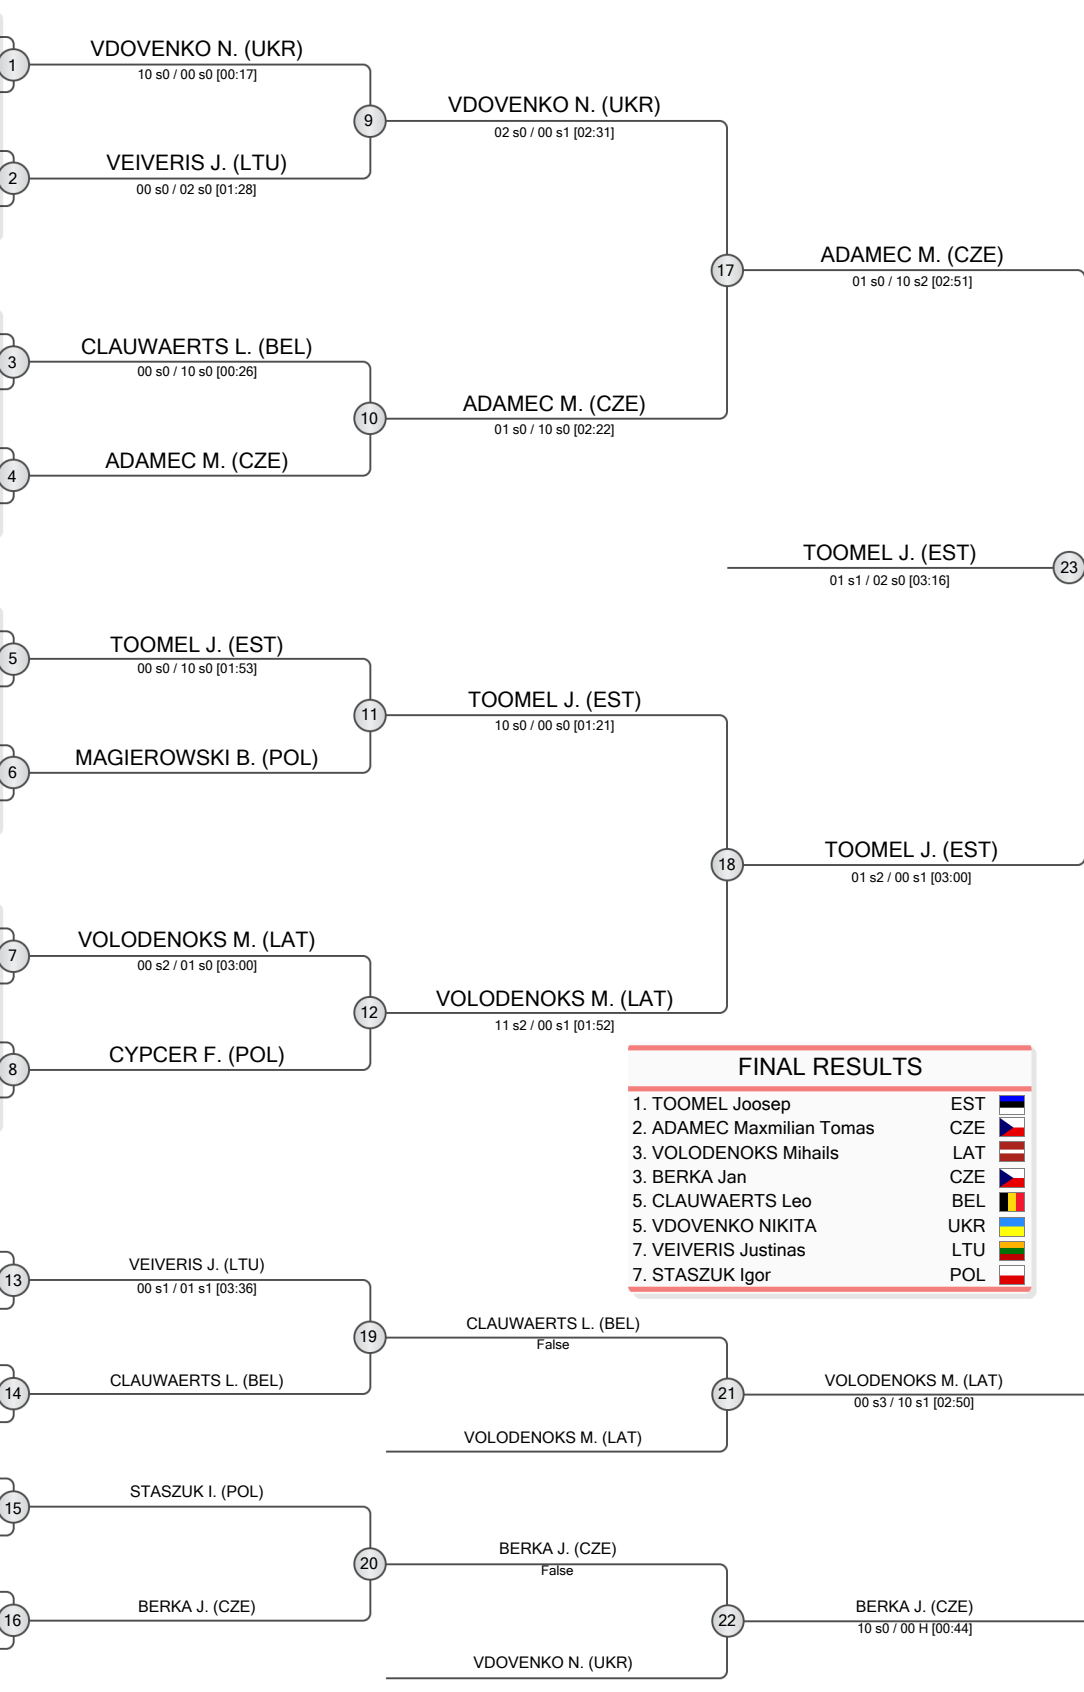 VDOVENKO N. (UKR)
1
10 s0 / 00 s0 [00:17]
VDOVENKO N. (UKR)
9
02 s0 / 00 s1 [02:31]
VEIVERIS J. (LTU)
2
00 s0 / 02 s0 [01:28]
ADAMEC M. (CZE)
17
01 s0 / 10 s2 [02:51]
CLAUWAERTS L. (BEL)
3
00 s0 / 10 s0 [00:26]
ADAMEC M. (CZE)
10
01 s0 / 10 s0 [02:22]
ADAMEC M. (CZE)
4
TOOMEL J. (EST)
23
01 s1 / 02 s0 [03:16]
TOOMEL J. (EST)
5
00 s0 / 10 s0 [01:53]
TOOMEL J. (EST)
11
10 s0 / 00 s0 [01:21]
MAGIEROWSKI B. (POL)
6
TOOMEL J. (EST)
18
01 s2 / 00 s1 [03:00]
VOLODENOKS M. (LAT)
7
00 s2 / 01 s0 [03:00]
VOLODENOKS M. (LAT)
12
11 s2 / 00 s1 [01:52]
CYPCER F. (POL)
8
FINAL RESULTS
1. TOOMEL Joosep EST
2. ADAMEC Maxmilian Tomas CZE
3. VOLODENOKS Mihails LAT
3. BERKA Jan CZE
5. CLAUWAERTS Leo BEL
5. VDOVENKO NIKITA UKR
7. VEIVERIS Justinas LTU
7. STASZUK Igor POL
VEIVERIS J. (LTU)
13
00 s1 / 01 s1 [03:36]
CLAUWAERTS L. (BEL)
19
False
CLAUWAERTS L. (BEL)
14
VOLODENOKS M. (LAT)
21
00 s3 / 10 s1 [02:50]
VOLODENOKS M. (LAT)
STASZUK I. (POL)
15
BERKA J. (CZE)
20
False
BERKA J. (CZE)
16
BERKA J. (CZE)
22
10 s0 / 00 H [00:44]
VDOVENKO N. (UKR)